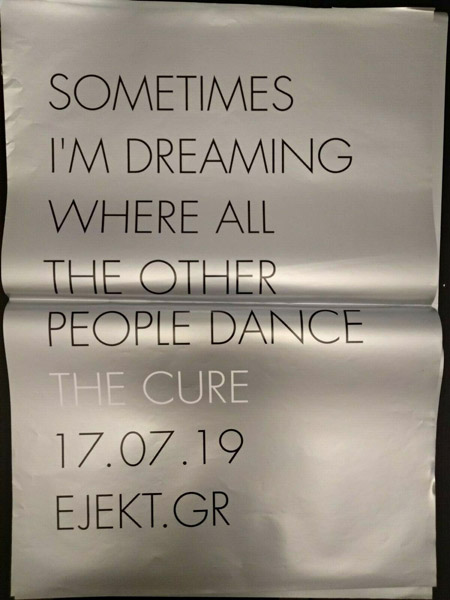 SOMETIMES
I'M DREAMING
WHERE ALL
THE OTHER
PEOPLE DANCE
THE CURE
17.07.19
EJEKT.GR